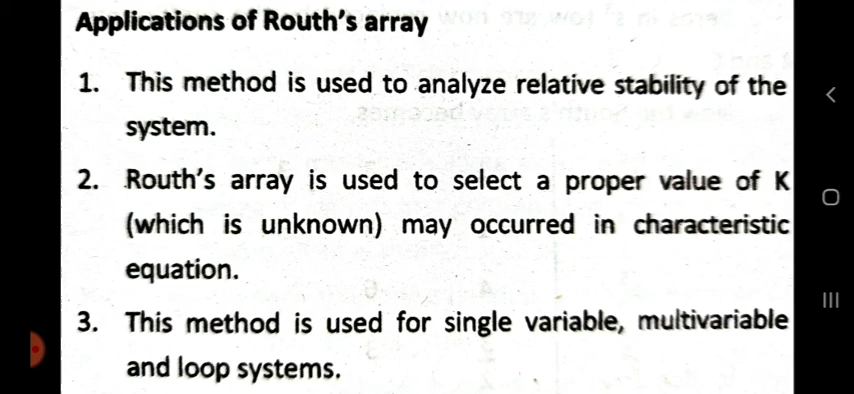 Applications of Routh's array
1. This method is used to analyze relative stability of the
system.
2. Routh's array is used to select a proper value of K
(which is unknown) may occurred in characteristic
equation.
3. This method is used for single variable, multivariable
and loop systems.